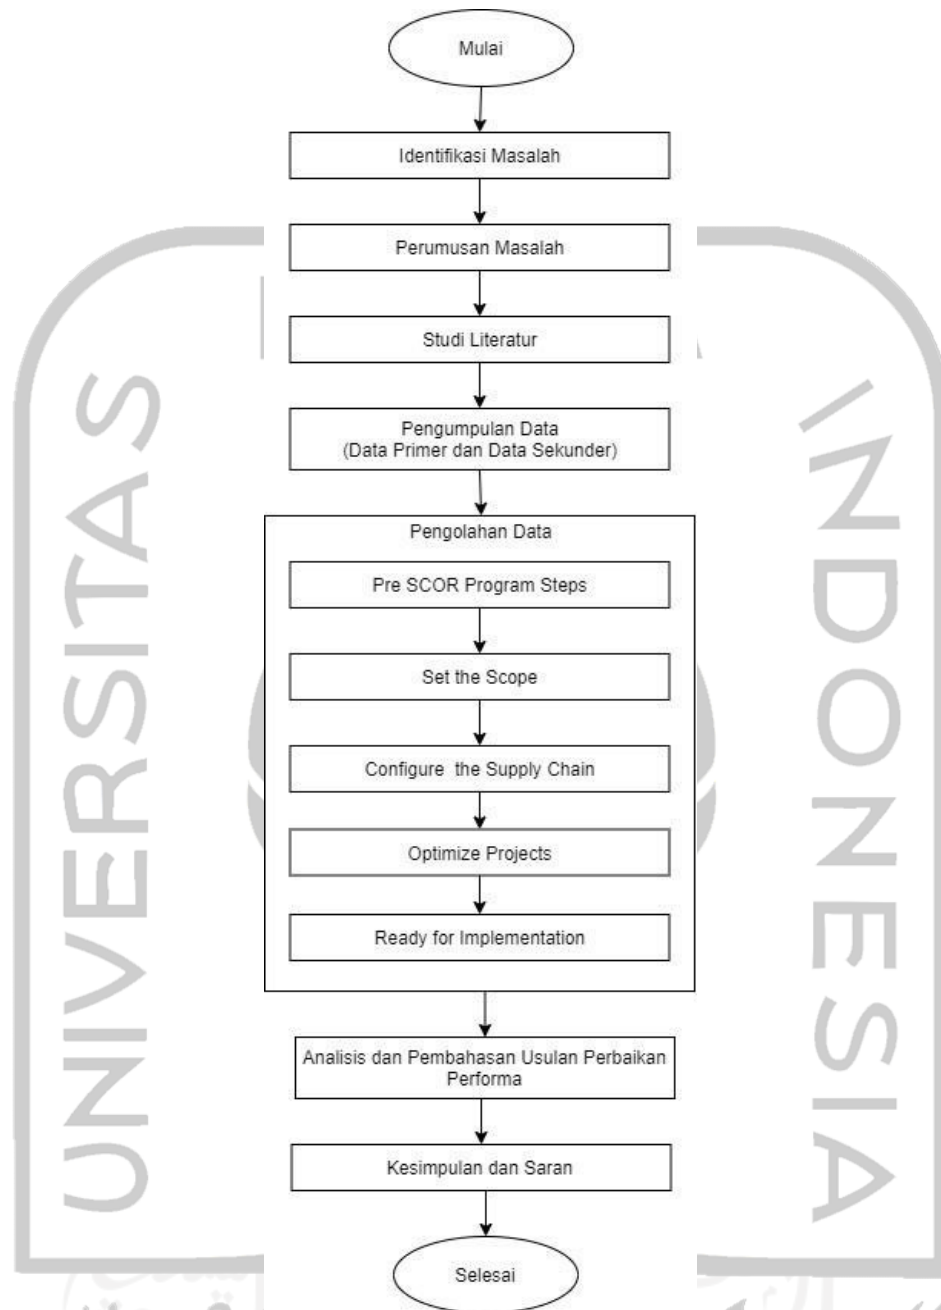 Mulai
Identifikasi Masalah
Perumusan Masalah
Studi Literatur
Pengumpulan Data
(Data Primer dan Data Sekunder)
Pengolahan Data
Pre SCOR Program Steps
Set the Scope
Configure the Supply Chain
Optimize Projects
Ready for Implementation
Analisis dan Pembahasan Usulan Perbaikan
Performa
Kesimpulan dan Saran
Selesai
UNIVERSITAS
INDONESIA